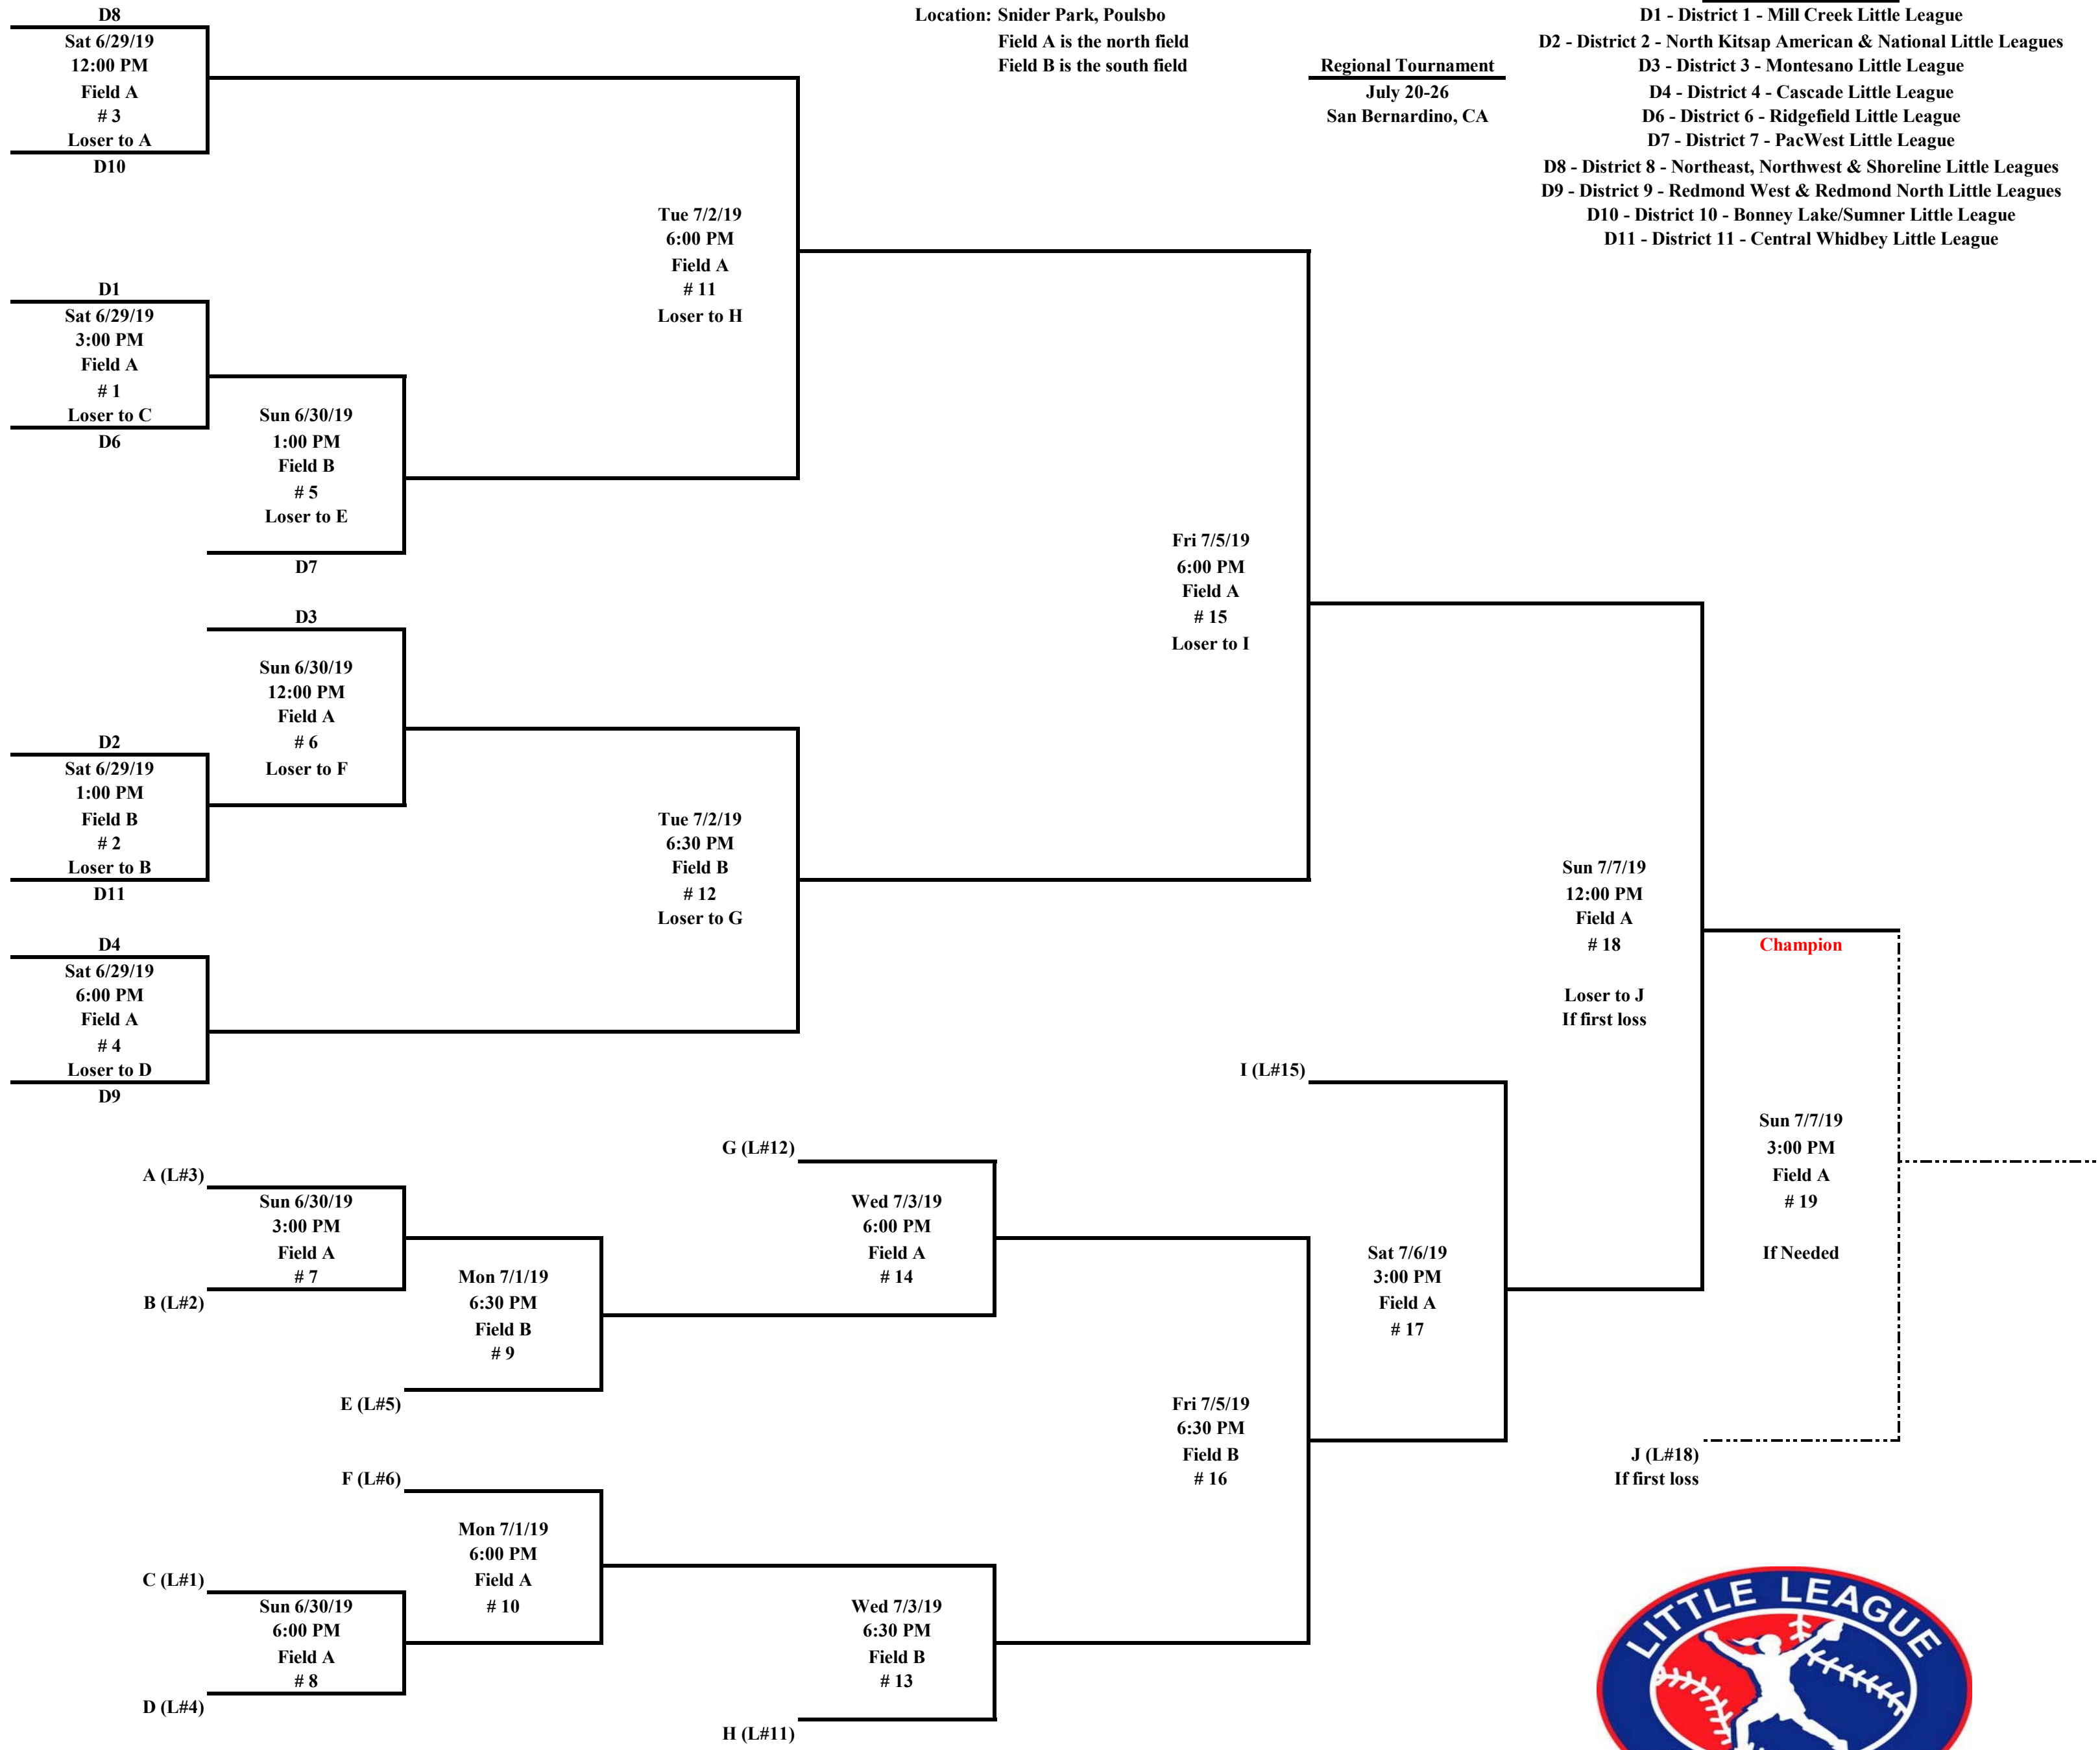 Location: Snider Park, Poulsbo
Field A is the north field
Field B is the south field
Regional Tournament
July 20-26
San Bernardino, CA
D1 - District 1 - Mill Creek Little League
D2 - District 2 - North Kitsap American & National Little Leagues
D3 - District 3 - Montesano Little League
D4 - District 4 - Cascade Little League
D6 - District 6 - Ridgefield Little League
D7 - District 7 - PacWest Little League
D8 - District 8 - Northeast, Northwest & Shoreline Little Leagues
D9 - District 9 - Redmond West & Redmond North Little Leagues
D10 - District 10 - Bonney Lake/Sumner Little League
D11 - District 11 - Central Whidbey Little League
D8
Sat 6/29/19
12:00 PM
Field A
# 3
Loser to A
D10
D1
Sat 6/29/19
3:00 PM
Field A
# 1
Loser to C
D6
Sun 6/30/19
1:00 PM
Field B
# 5
Loser to E
D7
Tue 7/2/19
6:00 PM
Field A
# 11
Loser to H
D3
Sun 6/30/19
12:00 PM
Field A
# 6
Loser to F
D2
Sat 6/29/19
1:00 PM
Field B
# 2
Loser to B
D11
D4
Sat 6/29/19
6:00 PM
Field A
# 4
Loser to D
D9
Tue 7/2/19
6:30 PM
Field B
# 12
Loser to G
Fri 7/5/19
6:00 PM
Field A
# 15
Loser to I
Sun 7/7/19
12:00 PM
Field A
# 18
Loser to J
If first loss
Champion
Sun 7/7/19
3:00 PM
Field A
# 19
If Needed
J (L#18)
If first loss
I (L#15)
Sat 7/6/19
3:00 PM
Field A
# 17
G (L#12)
Wed 7/3/19
6:00 PM
Field A
# 14
A (L#3)
Sun 6/30/19
3:00 PM
Field A
# 7
B (L#2)
Mon 7/1/19
6:30 PM
Field B
# 9
E (L#5)
Fri 7/5/19
6:30 PM
Field B
# 16
F (L#6)
Mon 7/1/19
6:00 PM
Field A
# 10
C (L#1)
Sun 6/30/19
6:00 PM
Field A
# 8
D (L#4)
Wed 7/3/19
6:30 PM
Field B
# 13
H (L#11)
LITTLE LEAGUE